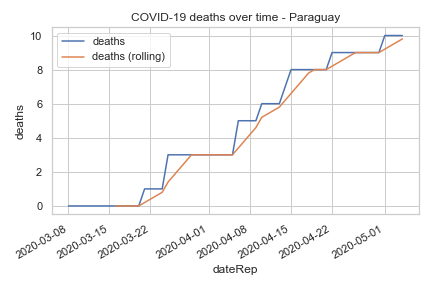 COVID-19 deaths over time - Paraguay
deaths
deaths (rolling)
10
8
6
4
2
0
deaths
2020-03-08
2020-03-15
2020-03-22
2020-04-01
2020-04-08
2020-04-15
2020-04-22
2020-05-01
dateRep